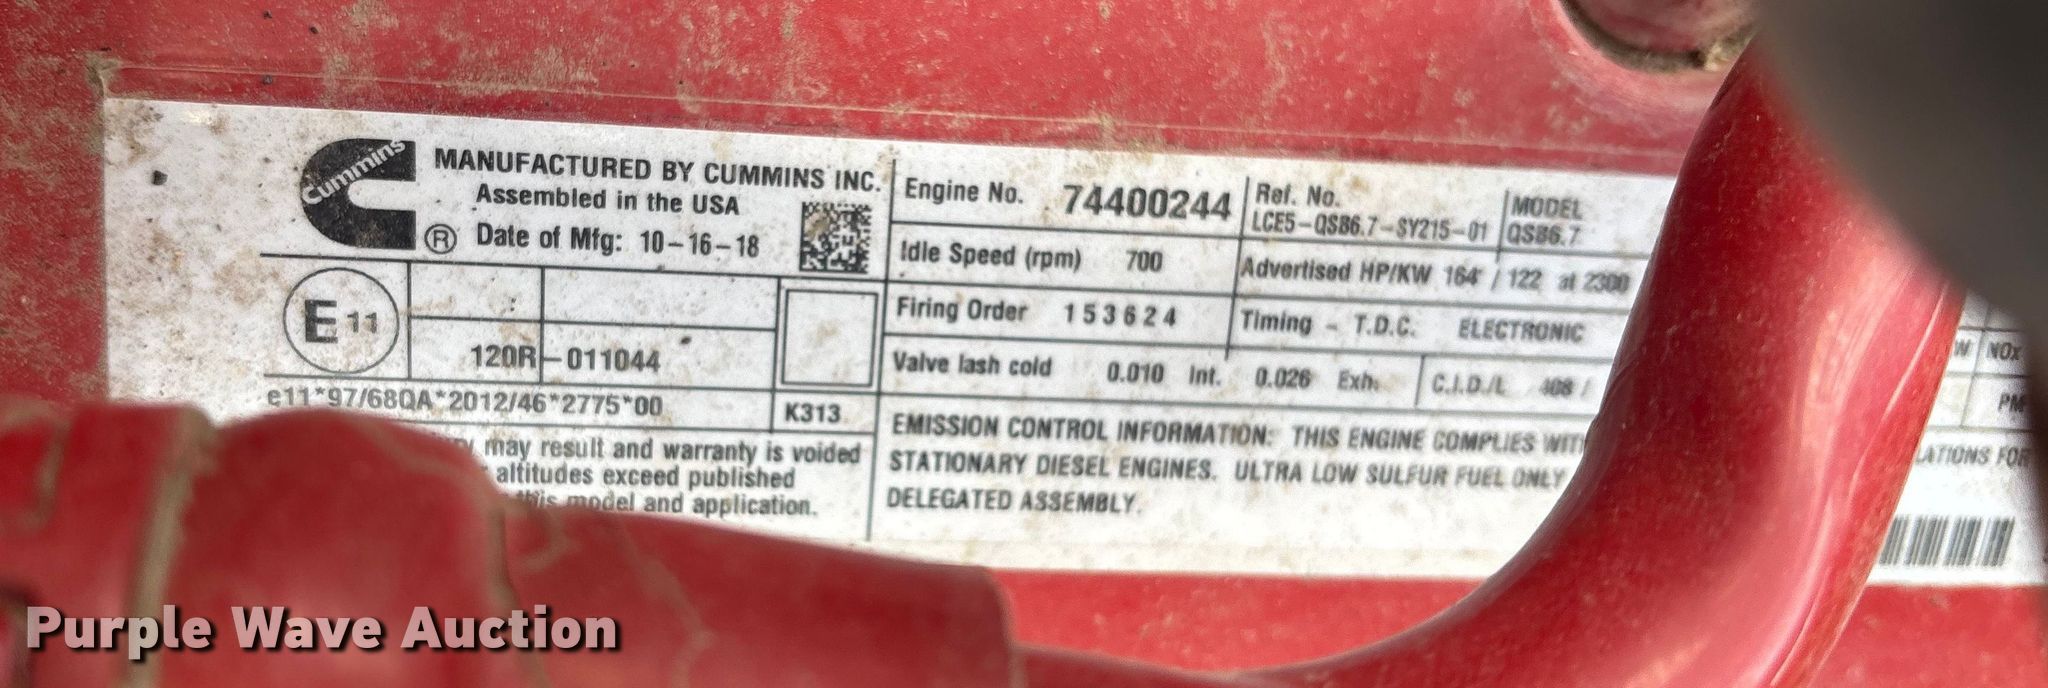 Cummins
®
MANUFACTURED BY CUMMINS INC.
Assembled in the USA
Date of Mfg: 10-16-18
E 11
120R-011044
e11*97/68QA*2012/46*2775*00
K313
may result and warranty is voided
altitudes exceed published
this model and application.
Engine No. 74400244
Ref. No.
LCE5-QSB6.7-SY215-01
MODEL
QSB6.7
Idle Speed (rpm) 700
Advertised HP/KW 164 / 122 at 2300
Firing Order 153624
Timing - T.D.C. ELECTRONIC
Valve lash cold 0.010 Int. 0.026 Exh.
C.I.D./L 408 /
EMISSION CONTROL INFORMATION: THIS ENGINE COMPLIES WITH
STATIONARY DIESEL ENGINES. ULTRA LOW SULFUR FUEL ONLY
DELEGATED ASSEMBLY.
W NOx
PM
LATIONS FOR
Purple Wave Auction